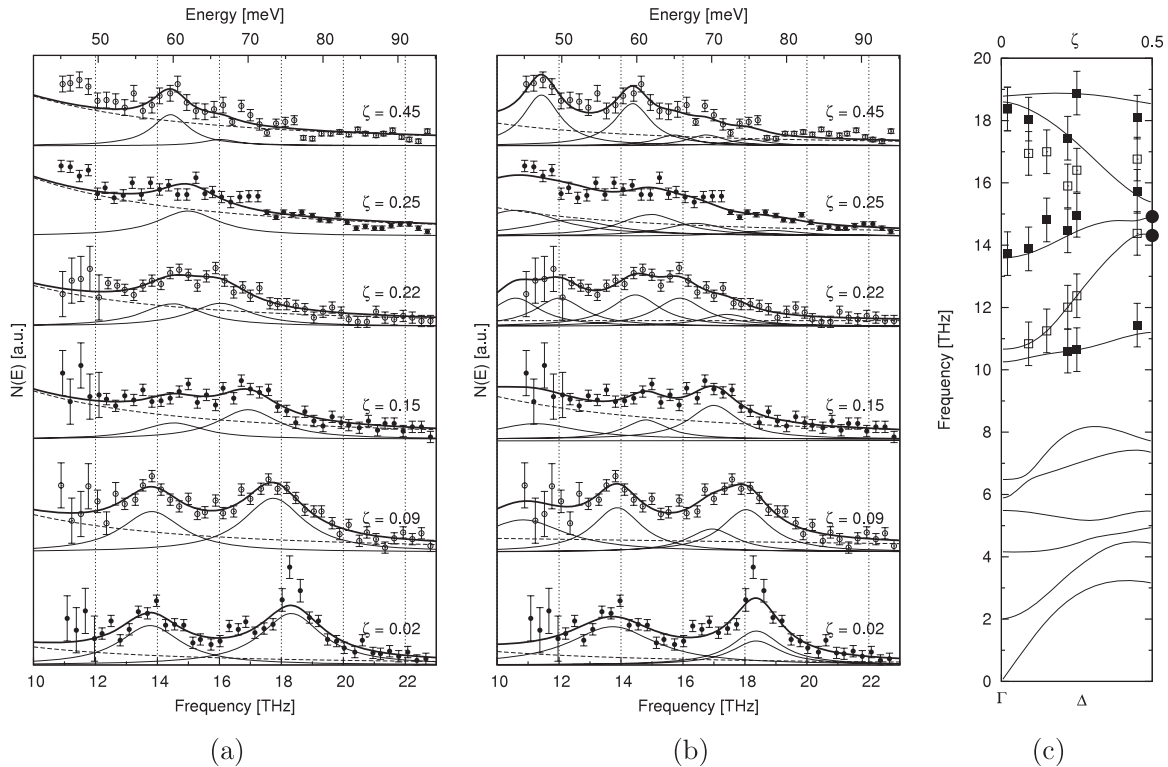 Energy [meV]
50 60 70 80 90
N(E) [a.u.]
ζ = 0.45
ζ = 0.25
ζ = 0.22
ζ = 0.15
ζ = 0.09
ζ = 0.02
10 12 14 16 18 20 22
Frequency [THz]
(a)
Energy [meV]
50 60 70 80 90
N(E) [a.u.]
ζ = 0.45
ζ = 0.25
ζ = 0.22
ζ = 0.15
ζ = 0.09
ζ = 0.02
10 12 14 16 18 20 22
Frequency [THz]
(b)
0 ζ 0.5
Frequency [THz]
20
18
16
14
12
10
8
6
4
2
0
Γ Δ
(c)